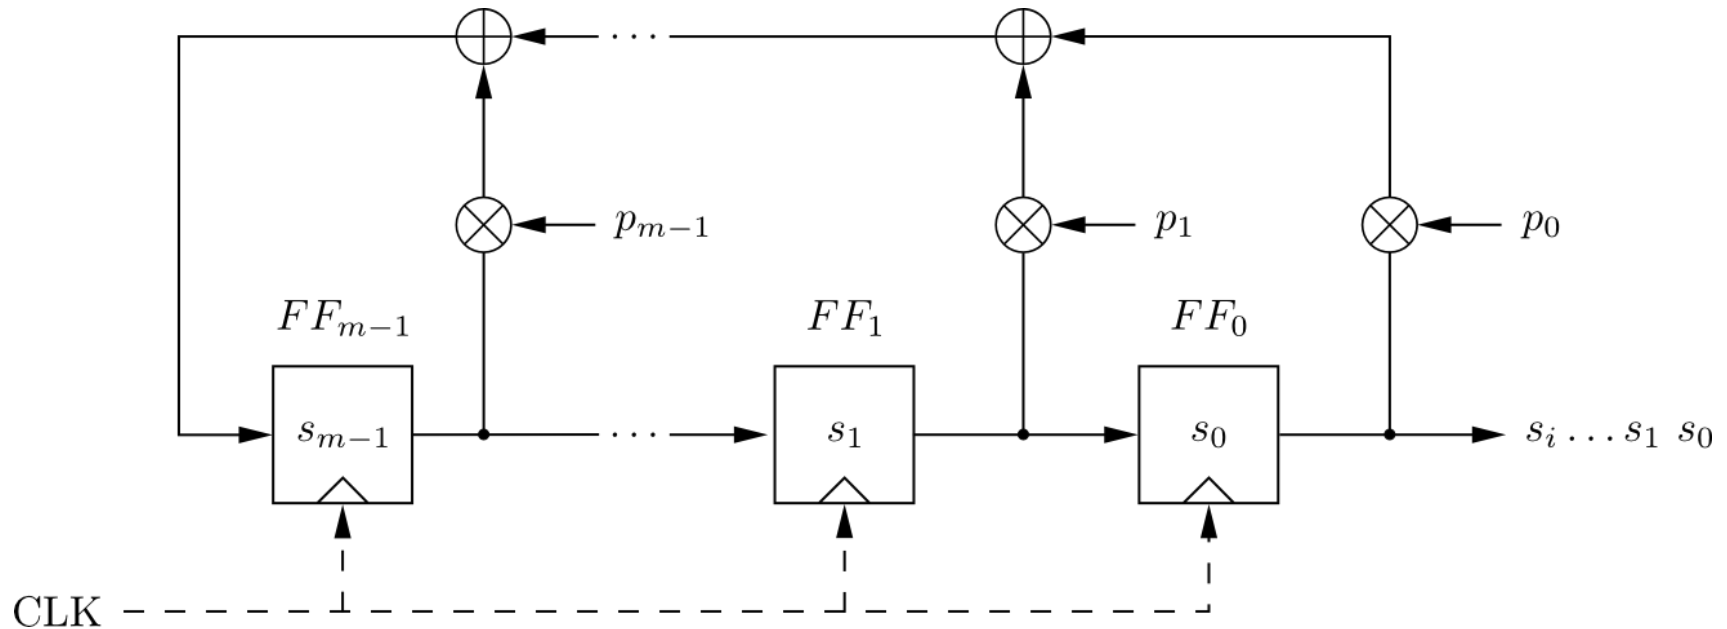 . . .
p_{m−1} p_1 p_0
FF_{m−1} FF_1 FF_0
s_{m−1} . . . s_1 s_0 s_i . . . s_1 s_0
CLK